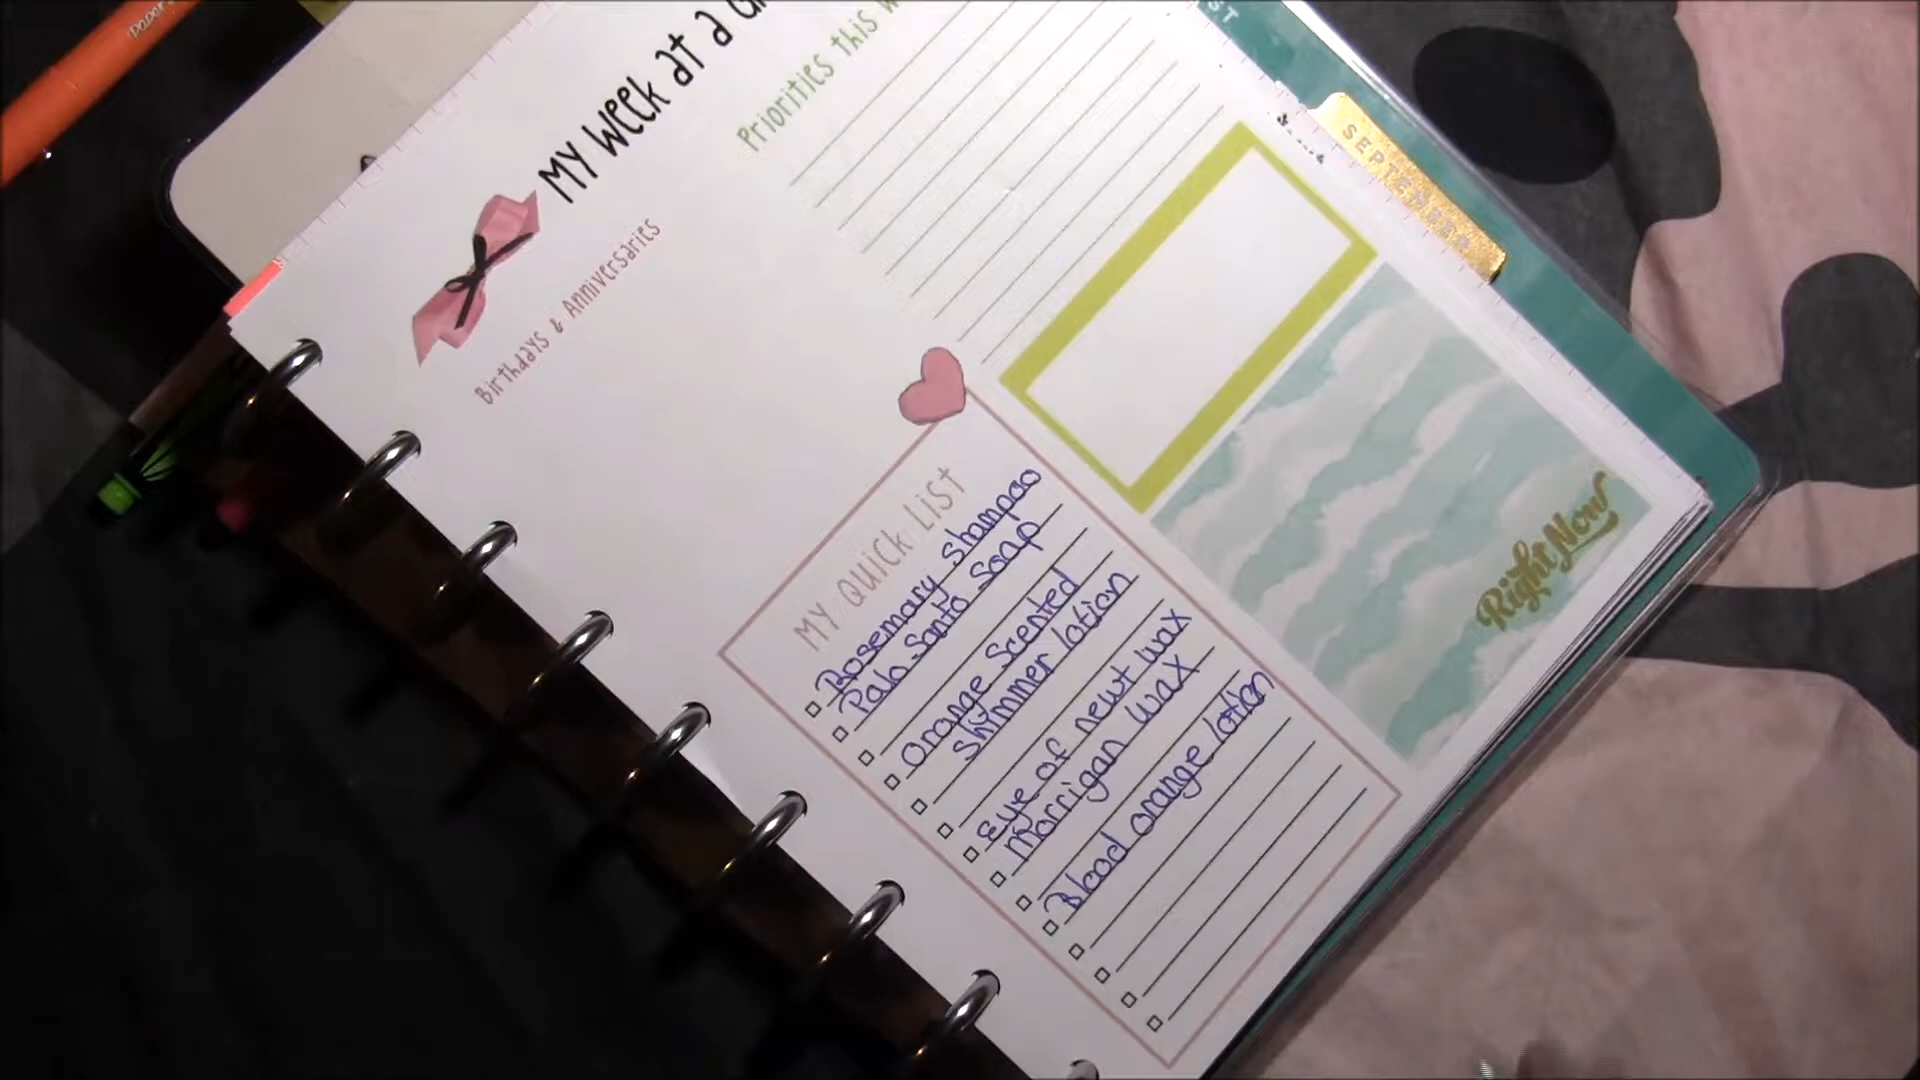 MY WEEK AT A
Priorities this
Birthdays & Anniversaries
MY QUICK LIST
Rosemary shampoo
Palo Santo Soap
Orange Scented
Shimmer lotion
Eye of newt wax
Morrigan wax
Blood orange lotion
SEPTEMBER
Right Now